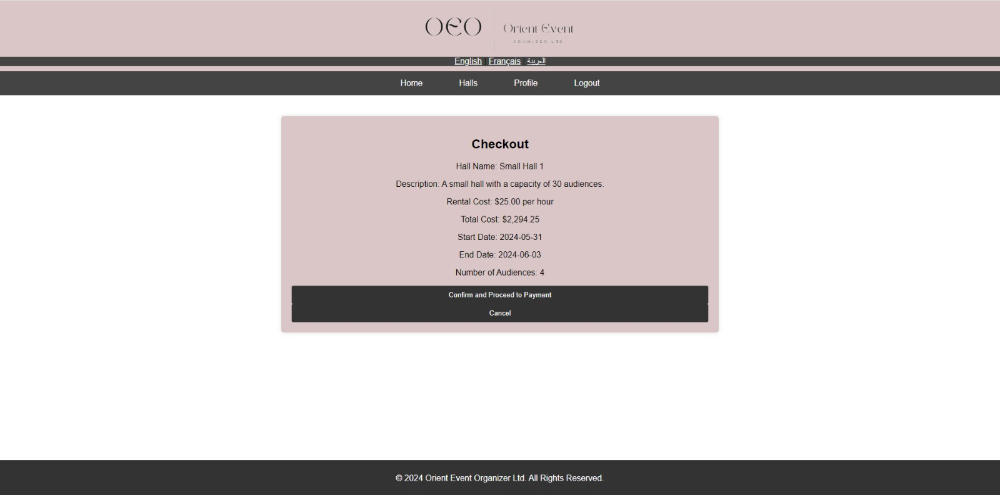 OEO
Orient Event
ORGNIZER LTD
English | Français | العربية
Home Halls Profile Logout
Checkout
Hall Name: Small Hall 1
Description: A small hall with a capacity of 30 audiences.
Rental Cost: $25.00 per hour
Total Cost: $2,294.25
Start Date: 2024-05-31
End Date: 2024-06-03
Number of Audiences: 4
Confirm and Proceed to Payment
Cancel
© 2024 Orient Event Organizer Ltd. All Rights Reserved.